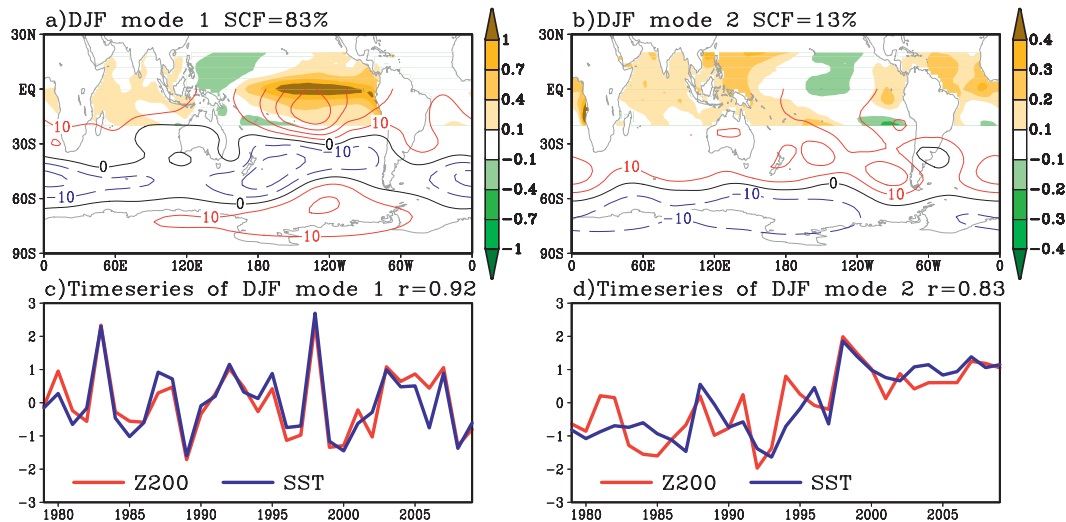 a)DJF mode 1 SCF=83%
30N
EQ
30S
60S
90S
0 60E 120E 180 120W 60W 0
10
10
0
0
-10
-10
0
10
10
1
0.7
0.4
0.1
-0.1
-0.4
-0.7
-1
b)DJF mode 2 SCF=13%
30N
EQ
30S
60S
90S
0 60E 120E 180 120W 60W 0
10
10
0
-10
-10
0.4
0.3
0.2
0.1
-0.1
-0.2
-0.3
-0.4
c)Timeseries of DJF mode 1 r=0.92
3
2
1
0
-1
-2
-3
Z200 SST
1980 1985 1990 1995 2000 2005
d)Timeseries of DJF mode 2 r=0.83
3
2
1
0
-1
-2
-3
Z200 SST
1980 1985 1990 1995 2000 2005